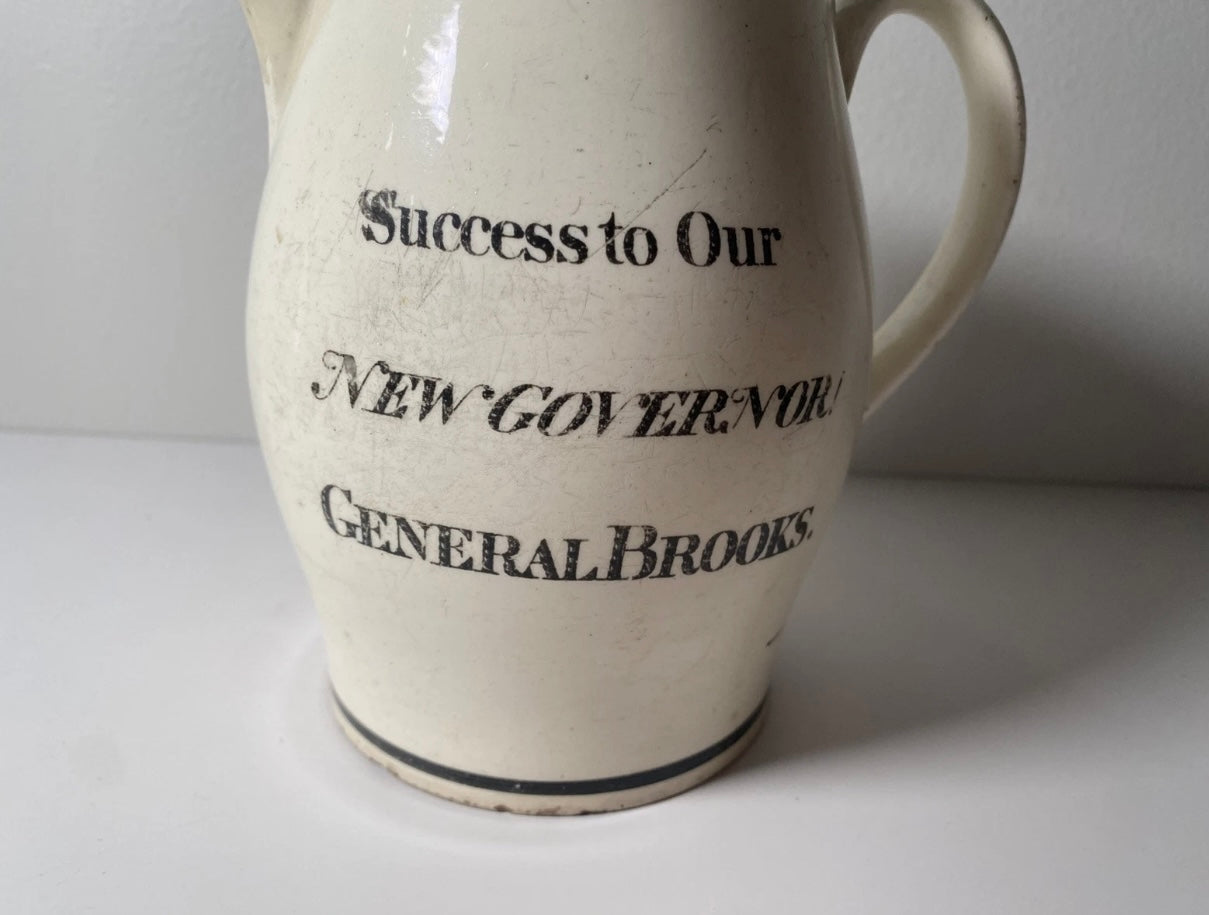 Success to Our
NEW GOVERNOR!
GENERAL BROOKS.